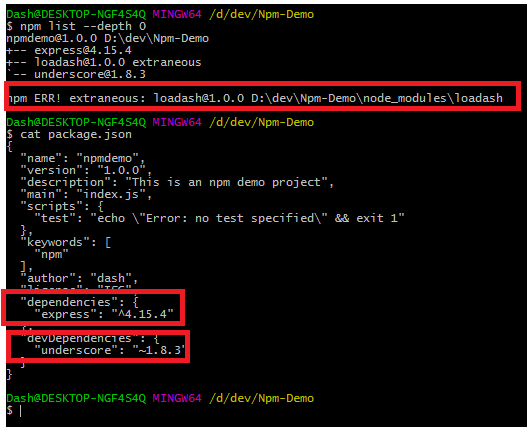 Dash@DESKTOP-NGF4S4Q MINGW64 /d/dev/Npm-Demo
$ npm list --depth 0
npmdemo@1.0.0 D:\dev\Npm-Demo
+-- express@4.15.4
+-- loadash@1.0.0 extraneous
`-- underscore@1.8.3
npm ERR! extraneous: loadash@1.0.0 D:\dev\Npm-Demo\node_modules\loadash
Dash@DESKTOP-NGF4S4Q MINGW64 /d/dev/Npm-Demo
$ cat package.json
{
  "name": "npmdemo",
  "version": "1.0.0",
  "description": "This is an npm demo project",
  "main": "index.js",
  "scripts": {
    "test": "echo \"Error: no test specified\" && exit 1"
  },
  "keywords": [
    "npm"
  ],
  "author": "dash",
  "license": "ISC",
  "dependencies": {
    "express": "^4.15.4"
  },
  "devDependencies": {
    "underscore": "~1.8.3"
  }
}
Dash@DESKTOP-NGF4S4Q MINGW64 /d/dev/Npm-Demo
$